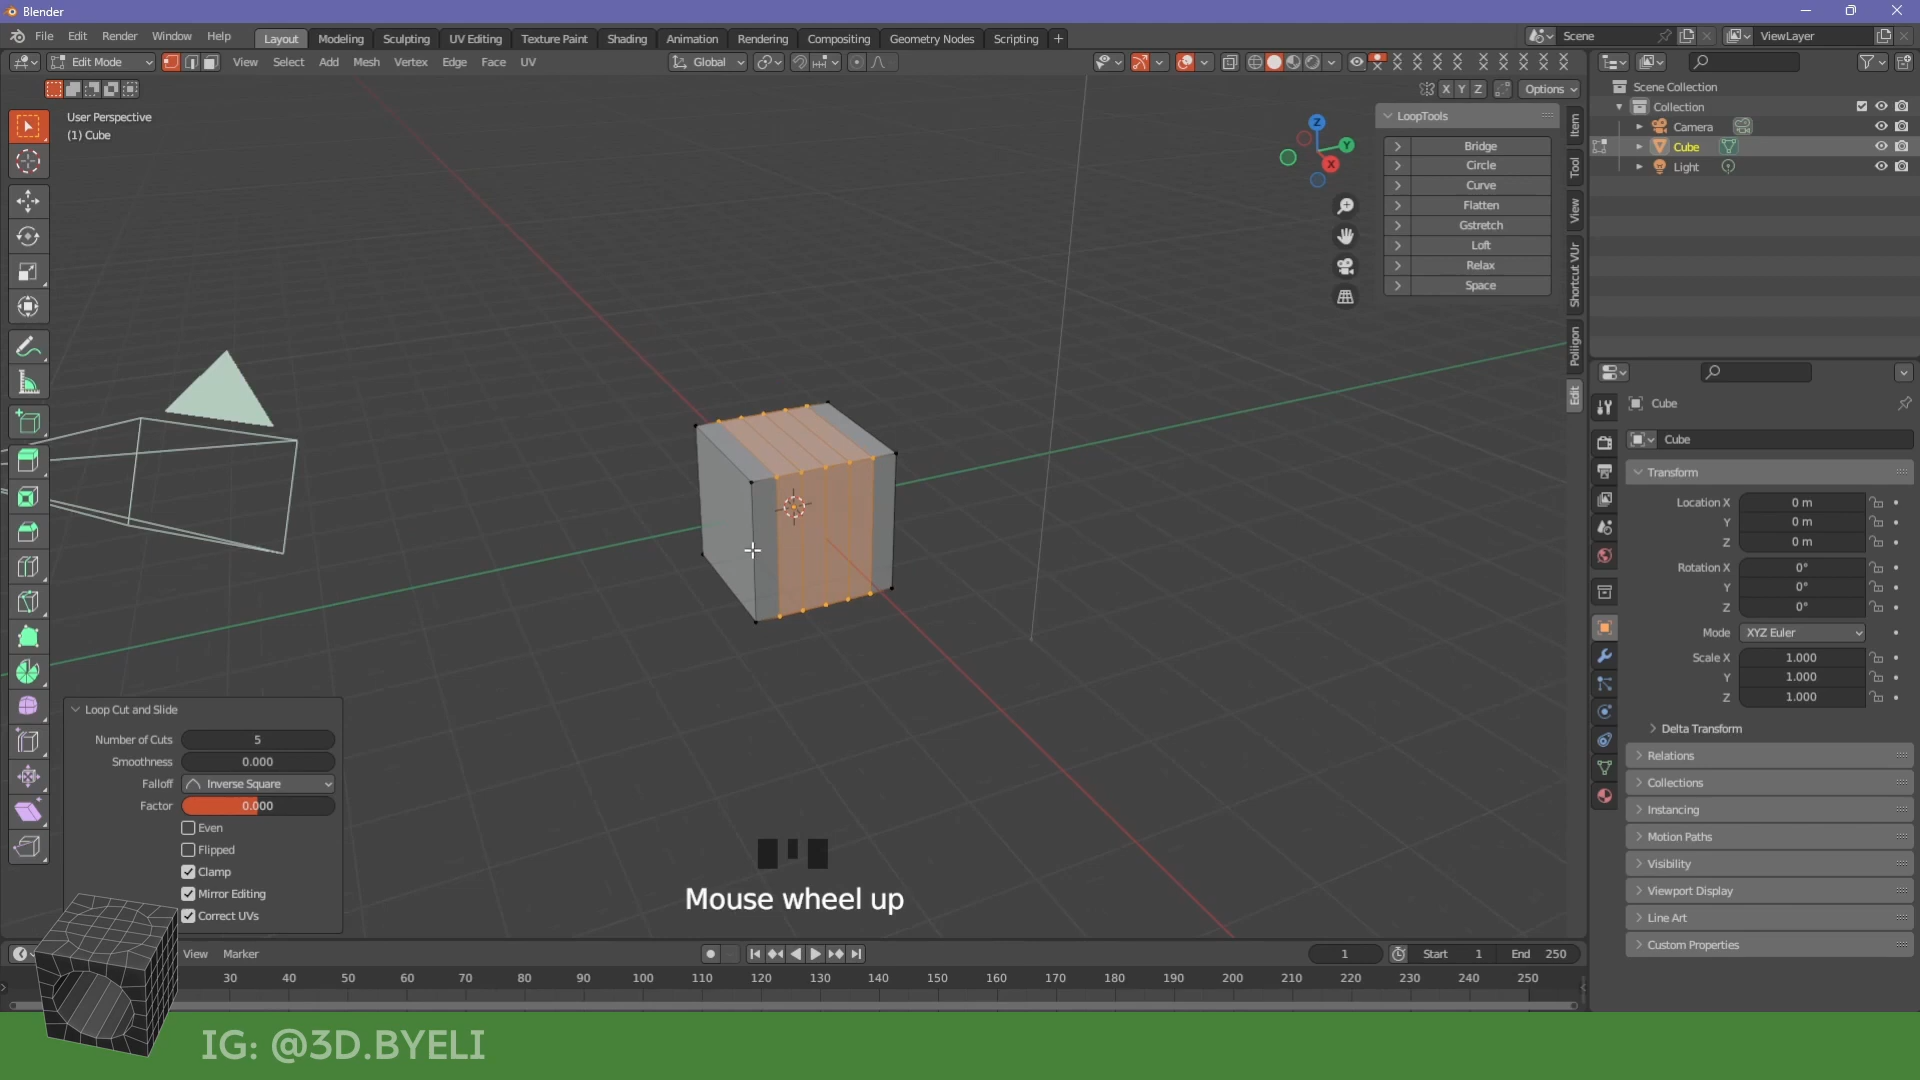 Blender
File Edit Render Window Help
Layout Modeling Sculpting UV Editing Texture Paint Shading Animation Rendering Compositing Geometry Nodes Scripting +
Scene
ViewLayer
Edit Mode
View Select Add Mesh Vertex Edge Face UV
Global
X Y Z
Options
User Perspective
(1) Cube
Z
Y
X
LoopTools
Bridge
Circle
Curve
Flatten
Gstretch
Loft
Relax
Space
Item
Tool
View
Shortcut VUr
Poliigon
Edit
Scene Collection
Collection
Camera
Cube
Light
Cube
Cube
Transform
Location X 0 m
Y 0 m
Z 0 m
Rotation X 0°
Y 0°
Z 0°
Mode XYZ Euler
Scale X 1.000
Y 1.000
Z 1.000
Delta Transform
Relations
Collections
Instancing
Motion Paths
Visibility
Viewport Display
Line Art
Custom Properties
Loop Cut and Slide
Number of Cuts 5
Smoothness 0.000
Falloff Inverse Square
Factor 0.000
Even
Flipped
Clamp
Mirror Editing
Correct UVs
Mouse wheel up
View Marker
1
Start 1
End 250
30 40 50 60 70 80 90 100 110 120 130 140 150 160 170 180 190 200 210 220 230 240 250
IG: @3D.BYELI